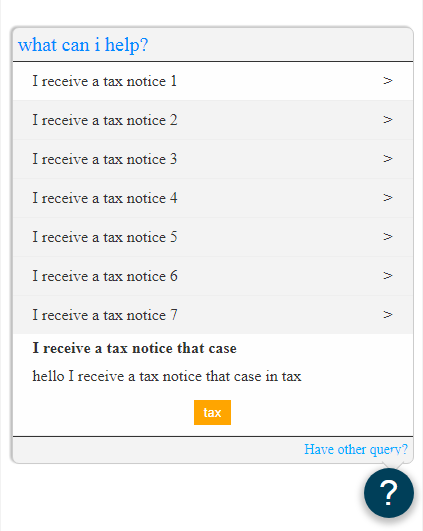 what can i help?
I receive a tax notice 1 >
I receive a tax notice 2 >
I receive a tax notice 3 >
I receive a tax notice 4 >
I receive a tax notice 5 >
I receive a tax notice 6 >
I receive a tax notice 7 >
I receive a tax notice that case
hello I receive a tax notice that case in tax
tax
Have other query?
?